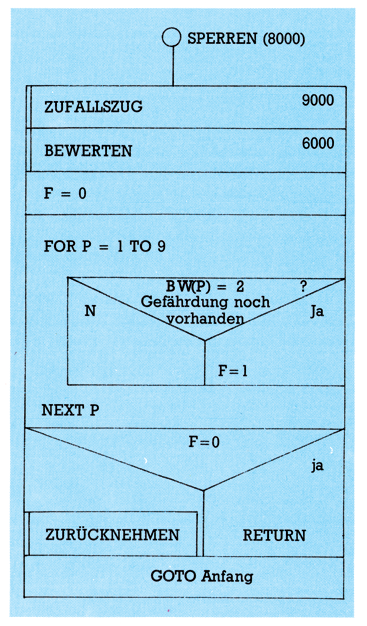 SPERREN (8000)
ZUFALLSZUG 9000
BEWERTEN 6000
F = 0
FOR P = 1 TO 9
BW(P) = 2 ?
Gefährdung noch
N vorhanden Ja
F=1
NEXT P
F=0
ja
ZURÜCKNEHMEN RETURN
GOTO Anfang